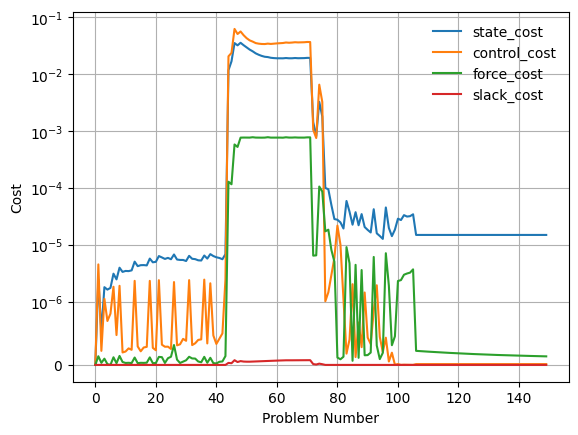 10⁻¹
10⁻²
10⁻³
10⁻⁴
10⁻⁵
10⁻⁶
0
Cost
state_cost
control_cost
force_cost
slack_cost
0 20 40 60 80 100 120 140
Problem Number